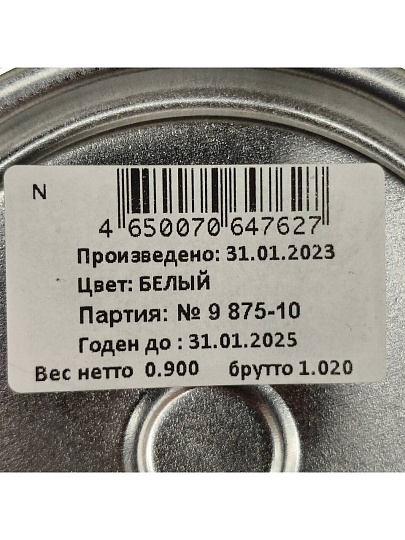 N
4 650070 647627
Произведено: 31.01.2023
Цвет: БЕЛЫЙ
Партия: № 9 875-10
Годен до : 31.01.2025
Вес нетто 0.900 брутто 1.020